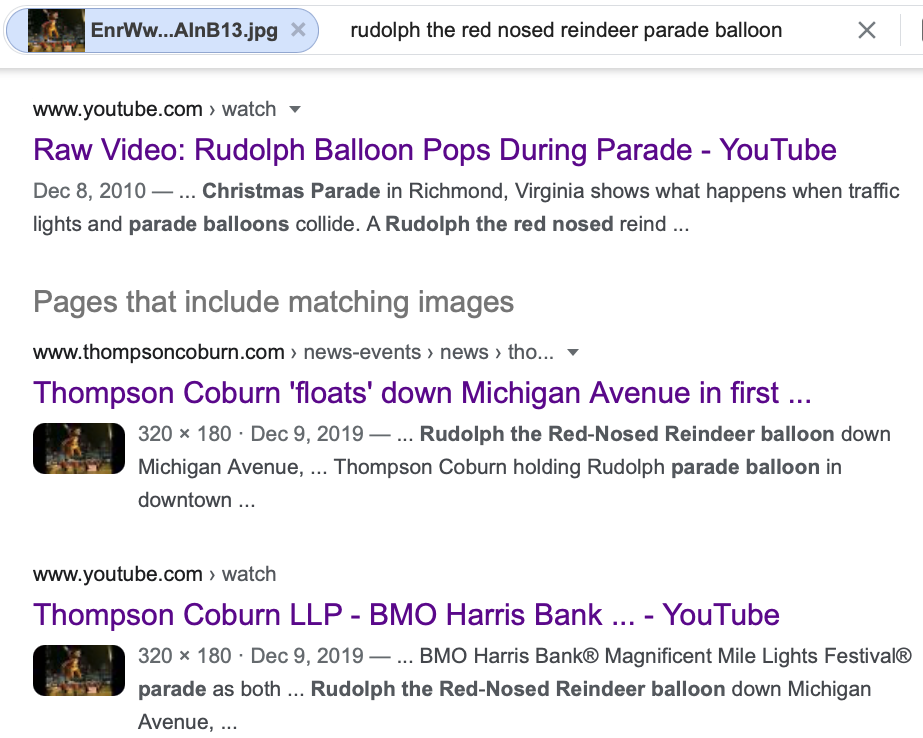 EnrWw...AlnB13.jpg × rudolph the red nosed reindeer parade balloon ×
www.youtube.com › watch
Raw Video: Rudolph Balloon Pops During Parade - YouTube
Dec 8, 2010 — ... Christmas Parade in Richmond, Virginia shows what happens when traffic
lights and parade balloons collide. A Rudolph the red nosed reind ...
Pages that include matching images
www.thompsoncoburn.com › news-events › news › tho...
Thompson Coburn 'floats' down Michigan Avenue in first ...
320 × 180 · Dec 9, 2019 — ... Rudolph the Red-Nosed Reindeer balloon down
Michigan Avenue, ... Thompson Coburn holding Rudolph parade balloon in
downtown ...
www.youtube.com › watch
Thompson Coburn LLP - BMO Harris Bank ... - YouTube
320 × 180 · Dec 9, 2019 — ... BMO Harris Bank® Magnificent Mile Lights Festival®
parade as both ... Rudolph the Red-Nosed Reindeer balloon down Michigan
Avenue, ...